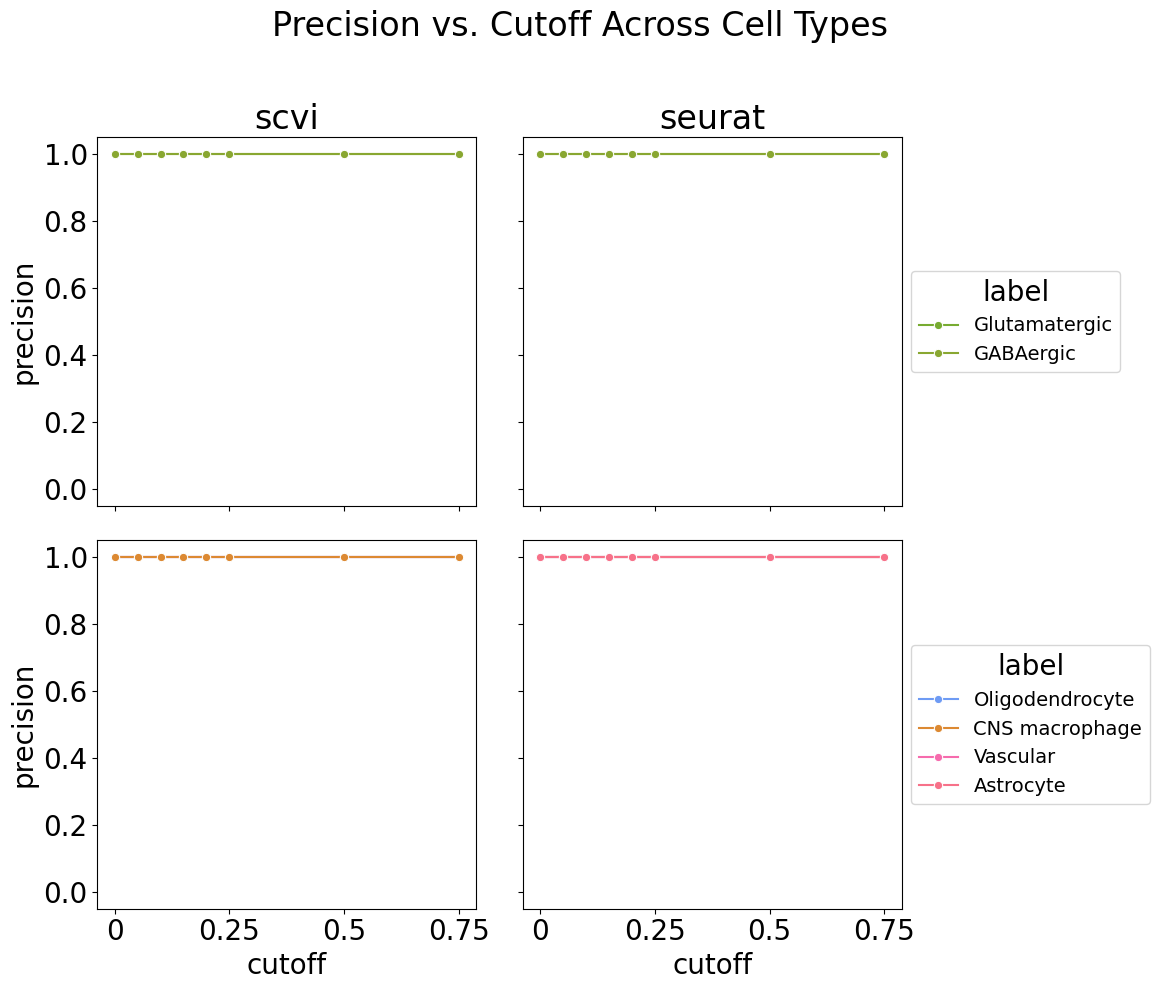 Precision vs. Cutoff Across Cell Types
scvi
seurat
precision
1.0
0.8
0.6
0.4
0.2
0.0
label
Glutamatergic
GABAergic
precision
1.0
0.8
0.6
0.4
0.2
0.0
label
Oligodendrocyte
CNS macrophage
Vascular
Astrocyte
0 0.25 0.5 0.75
0 0.25 0.5 0.75
cutoff
cutoff